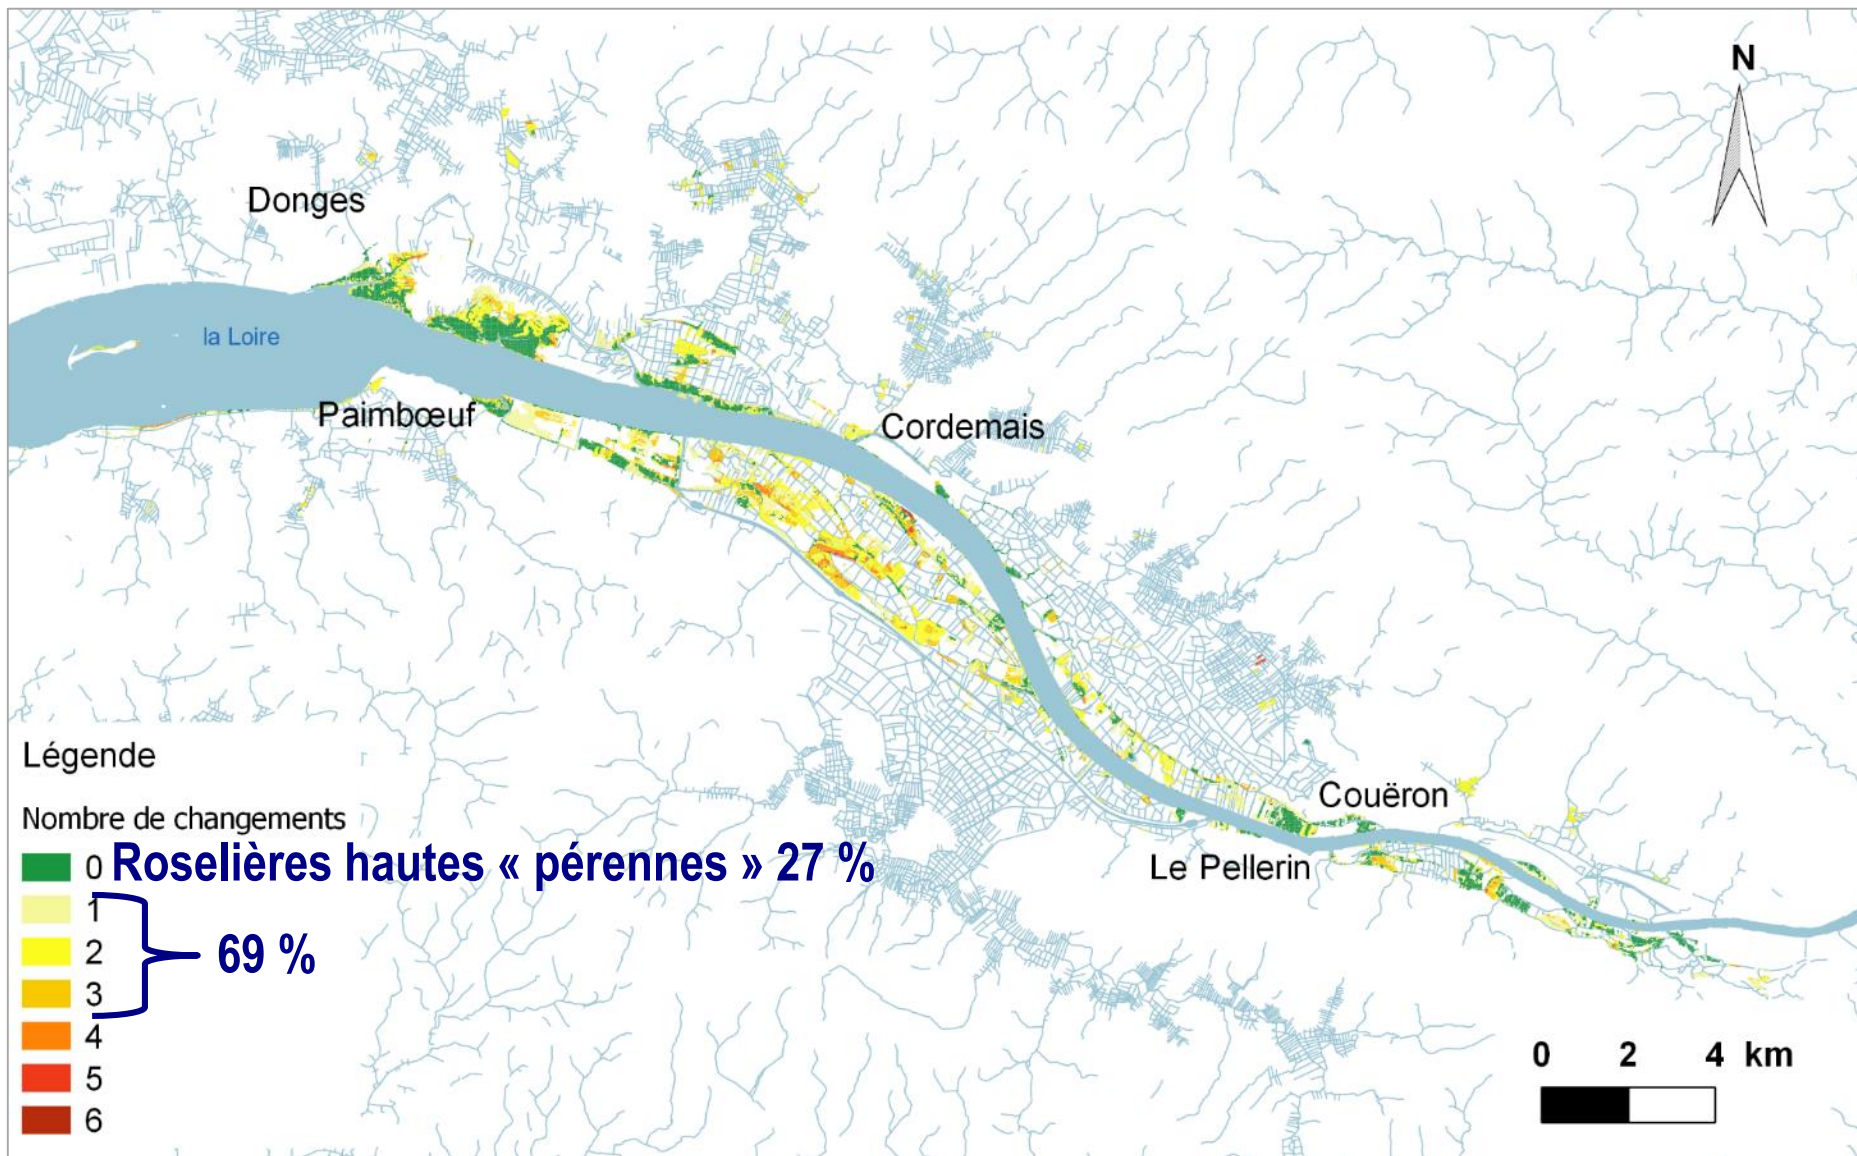 N
Donges
la Loire
Paimbœuf
Cordemais
Couëron
Le Pellerin
Légende
Nombre de changements
0 Roselières hautes « pérennes » 27 %
1
2 69 %
3
4
5
6
0 2 4 km